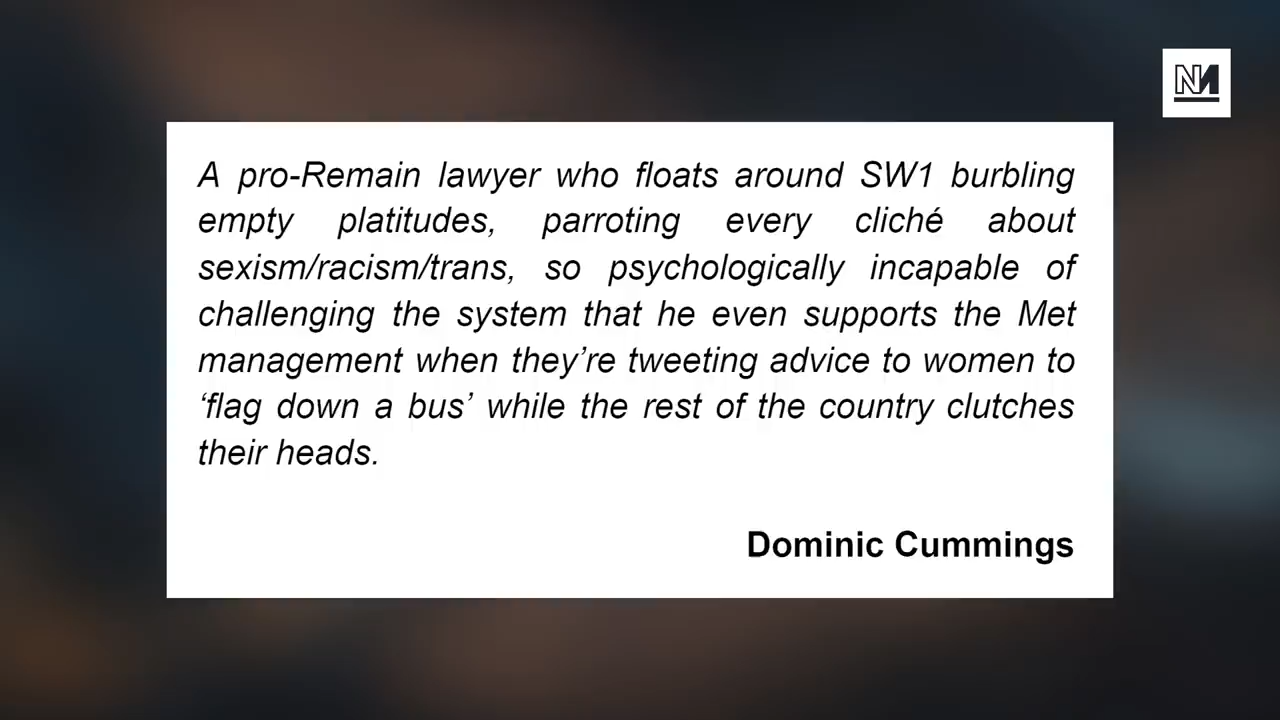 NM
A pro-Remain lawyer who floats around SW1 burbling
empty platitudes, parroting every cliché about
sexism/racism/trans, so psychologically incapable of
challenging the system that he even supports the Met
management when they’re tweeting advice to women to
‘flag down a bus’ while the rest of the country clutches
their heads.
Dominic Cummings